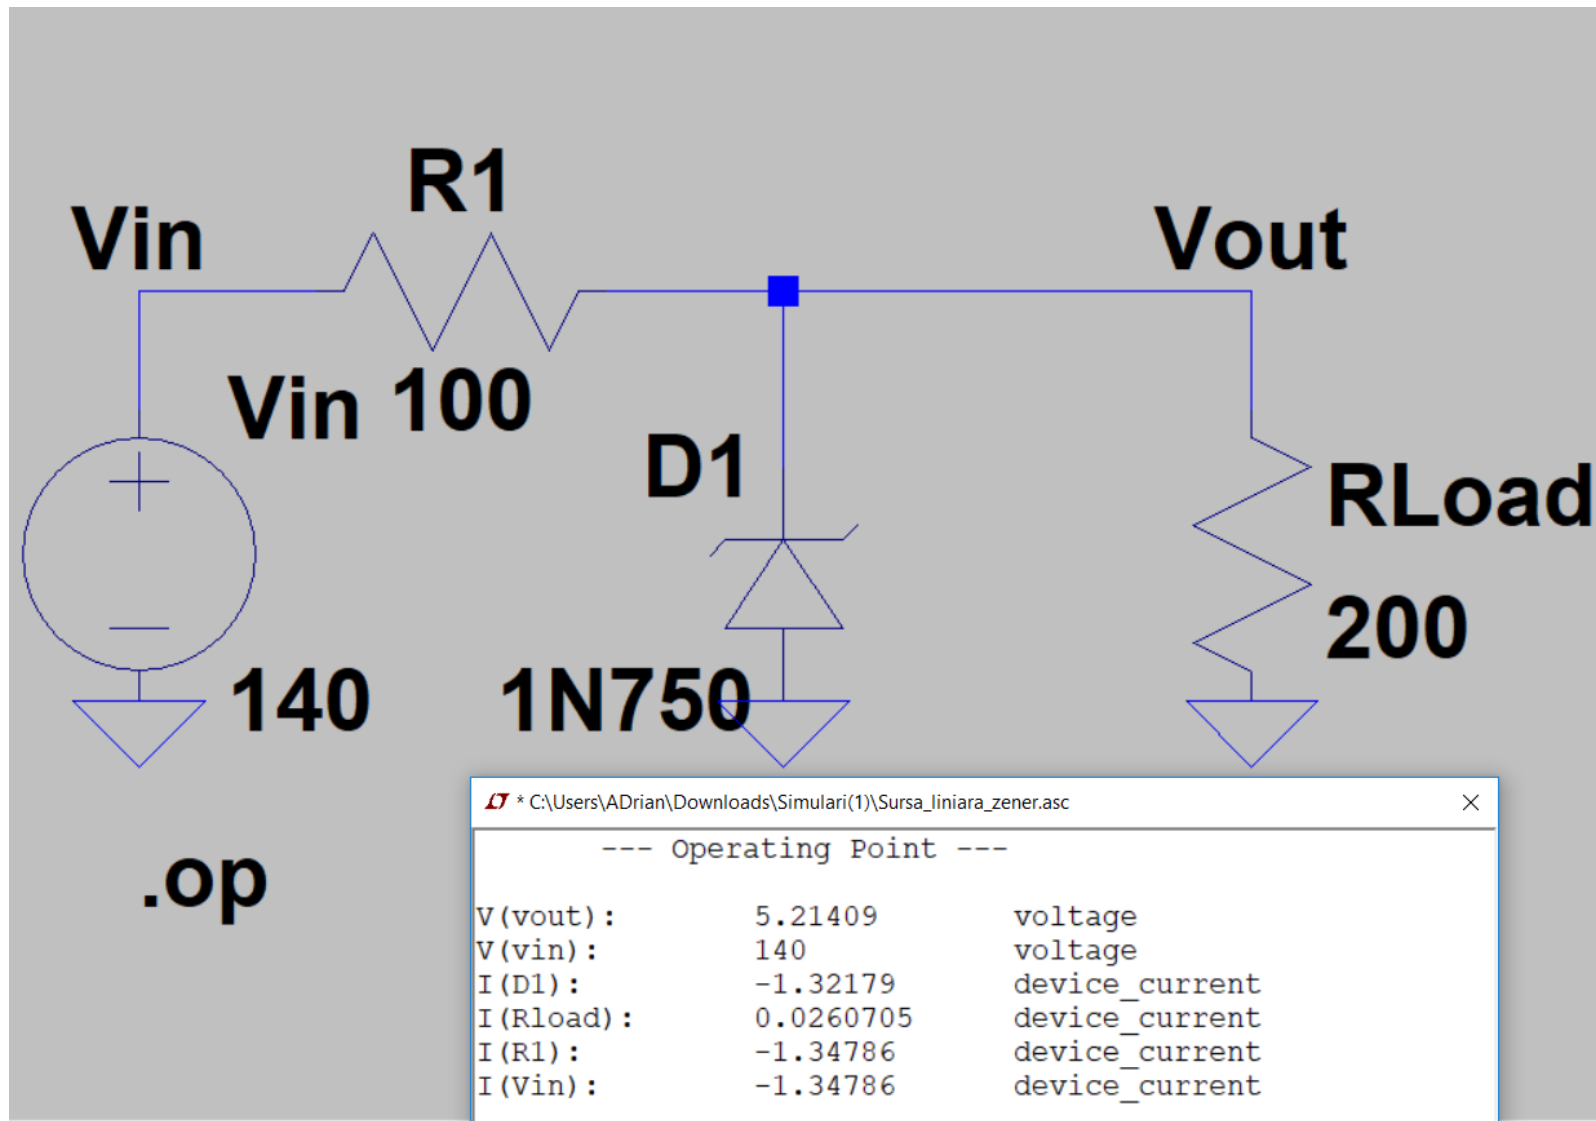 R1
Vin
Vout
Vin
100
D1
RLoad
200
140
1N750
.op
* C:\Users\ADrian\Downloads\Simulari(1)\Sursa_liniara_zener.asc
--- Operating Point ---
V(vout): 5.21409 voltage
V(vin): 140 voltage
I(D1): -1.32179 device_current
I(Rload): 0.0260705 device_current
I(R1): -1.34786 device_current
I(Vin): -1.34786 device_current